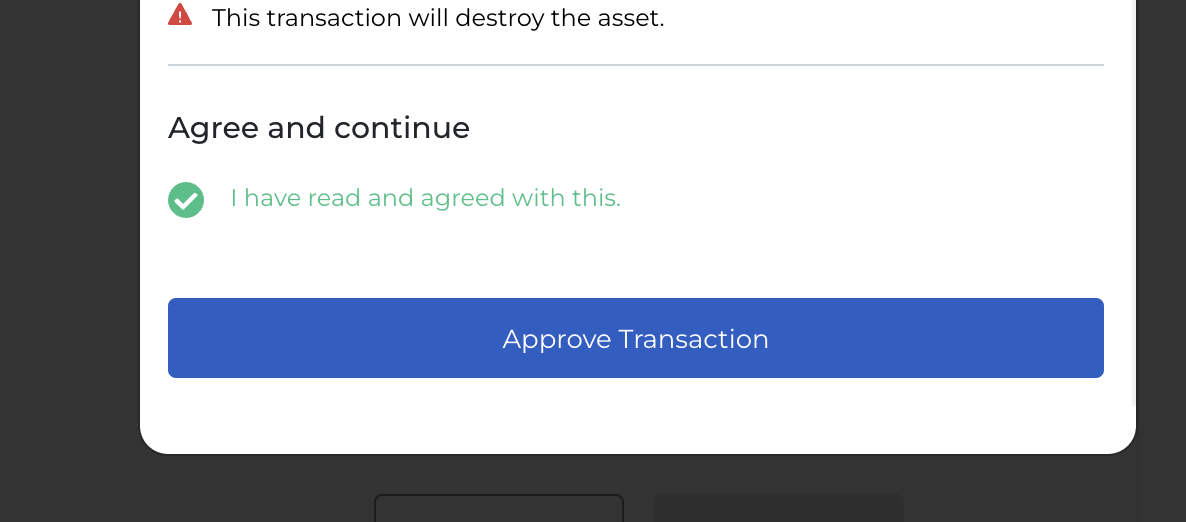 This transaction will destroy the asset.
Agree and continue
I have read and agreed with this.
Approve Transaction